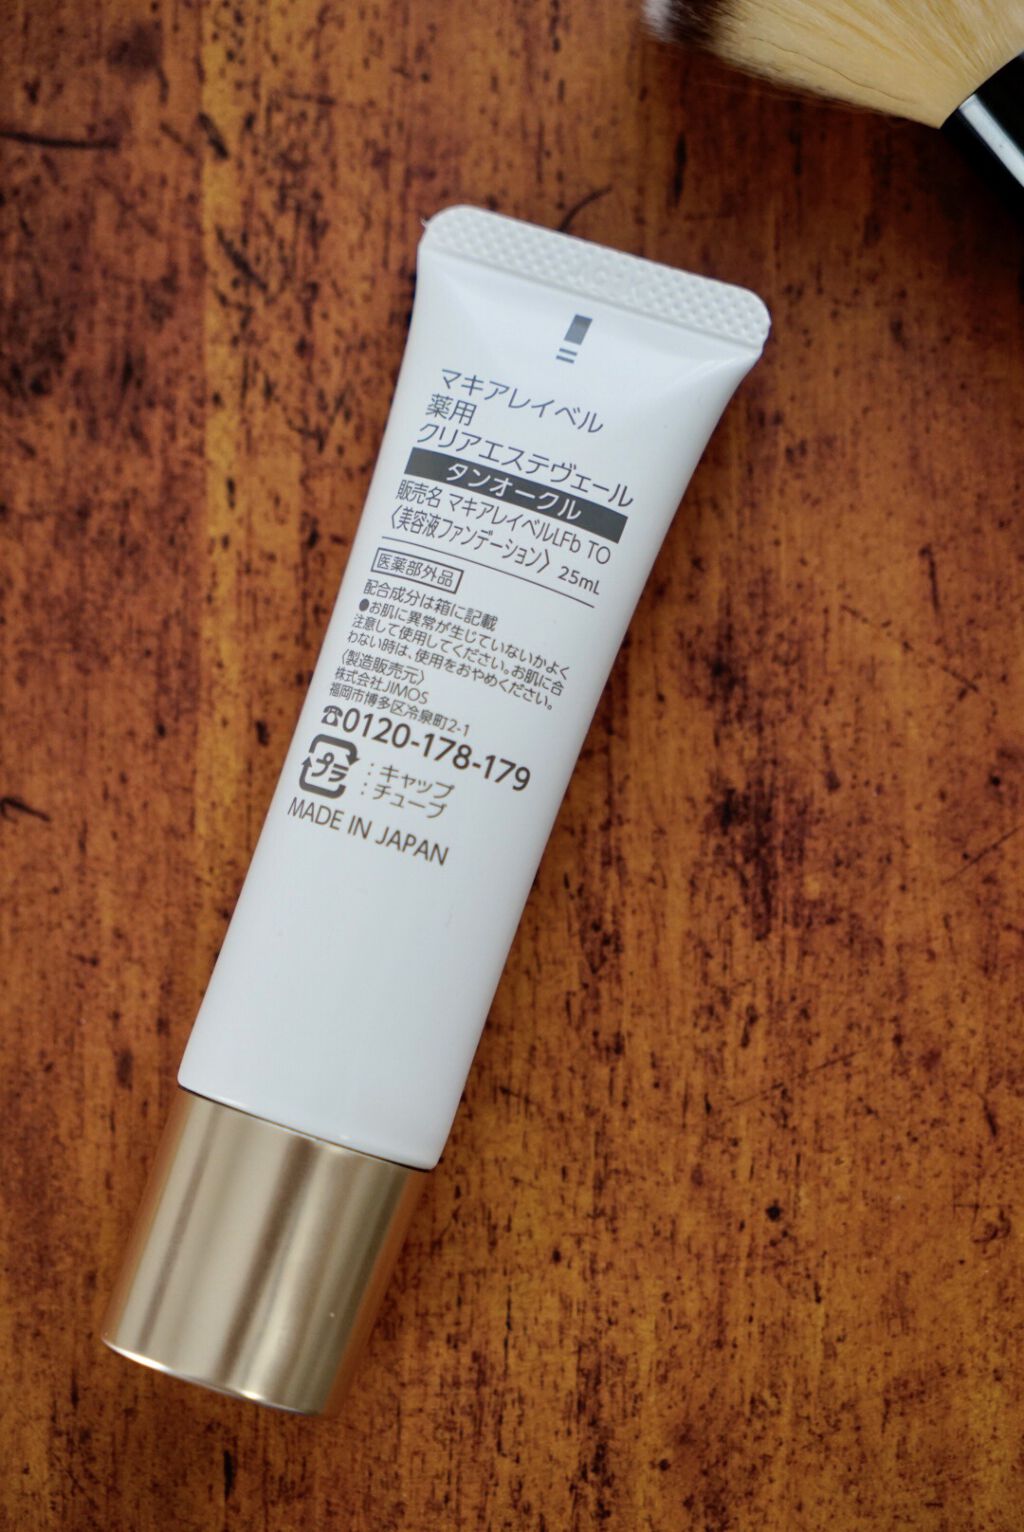 マキアレイベル
薬用
クリアエステヴェール
タンオークル
販売名 マキアレイベルLFb TO
〈美容液ファンデーション〉 25mL
医薬部外品
配合成分は箱に記載
●お肌に異常が生じていないかよく
注意して使用してください。お肌に合
わない時は、使用をおやめください。
〈製造販売元〉
株式会社JIMOS
福岡市博多区冷泉町2-1
☎0120-178-179
プラ :キャップ
:チューブ
MADE IN JAPAN